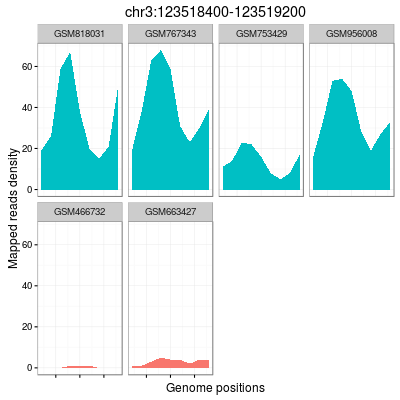 chr3:123518400-123519200
GSM818031 GSM767343 GSM753429 GSM956008
60
40
20
0
Mapped reads density
GSM466732 GSM663427
60
40
20
0
Genome positions